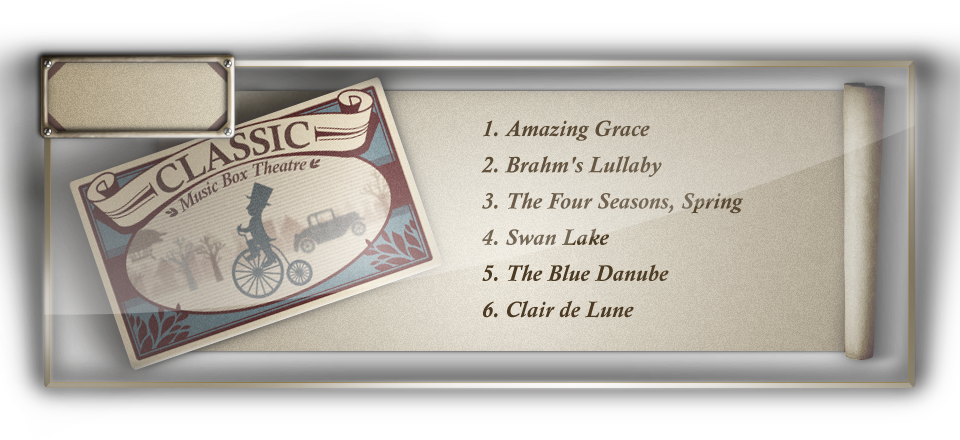 CLASSIC
Music Box Theatre
1. Amazing Grace
2. Brahm's Lullaby
3. The Four Seasons, Spring
4. Swan Lake
5. The Blue Danube
6. Clair de Lune